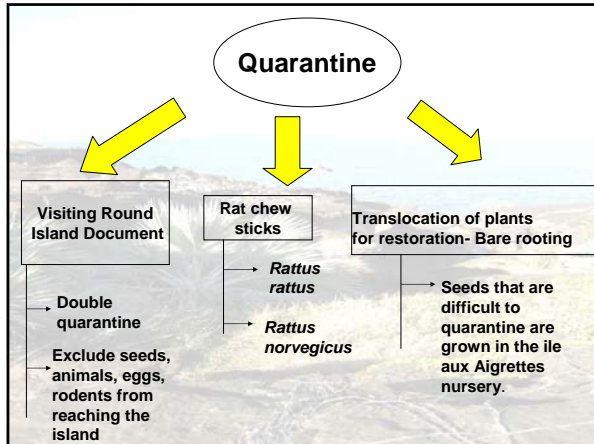 Quarantine
Visiting Round
Island Document
Double
quarantine
Exclude seeds,
animals, eggs,
rodents from
reaching the
island
Rat chew
sticks
Rattus
rattus
Rattus
norvegicus
Translocation of plants
for restoration- Bare rooting
Seeds that are
difficult to
quarantine are
grown in the ile
aux Aigrettes
nursery.